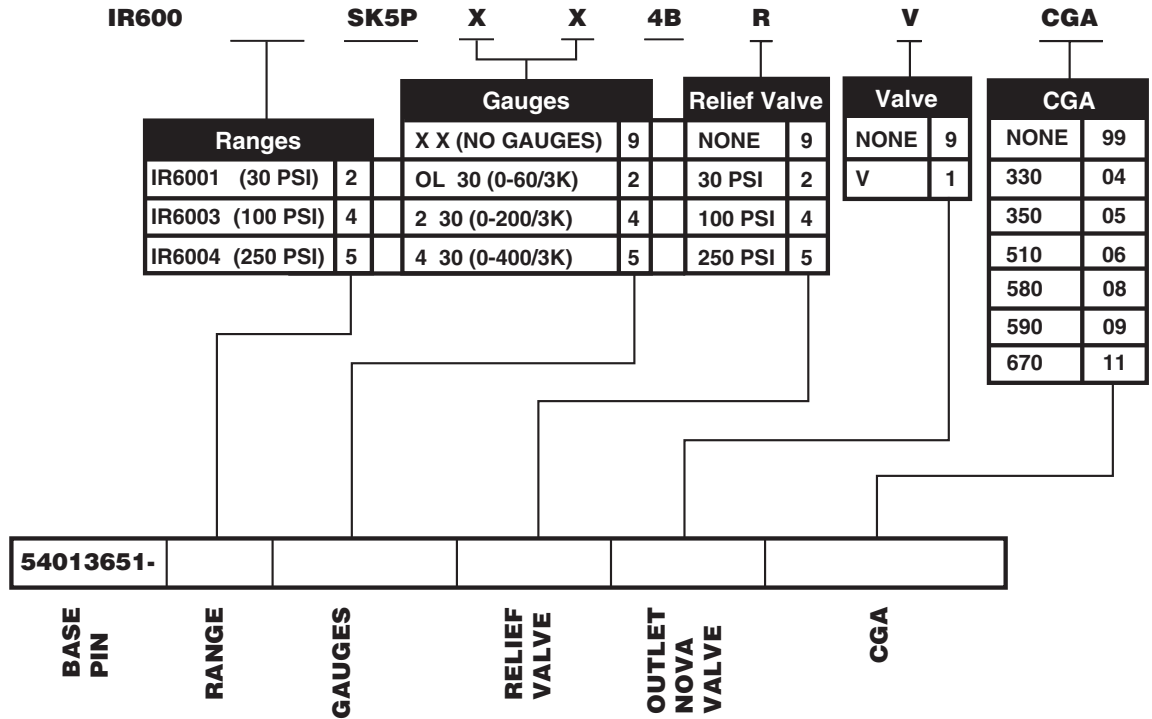 IR600 SK5P X X 4B R V CGA
Ranges
IR6001 (30 PSI) 2
IR6003 (100 PSI) 4
IR6004 (250 PSI) 5
Gauges
X X (NO GAUGES) 9
OL 30 (0-60/3K) 2
2 30 (0-200/3K) 4
4 30 (0-400/3K) 5
Relief Valve
NONE 9
30 PSI 2
100 PSI 4
250 PSI 5
Valve
NONE 9
V 1
CGA
NONE 99
330 04
350 05
510 06
580 08
590 09
670 11
54013651-
BASE
PIN
RANGE
GAUGES
RELIEF
VALVE
OUTLET
NOVA
VALVE
CGA